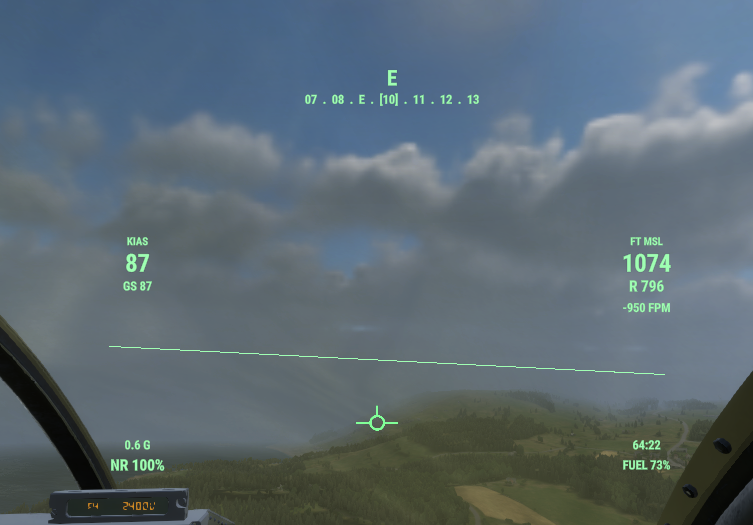 E
07 . 08 . E . [10] . 11 . 12 . 13
KIAS
87
GS 87
FT MSL
1074
R 796
-950 FPM
0.6 G
NR 100%
64:22
FUEL 73%